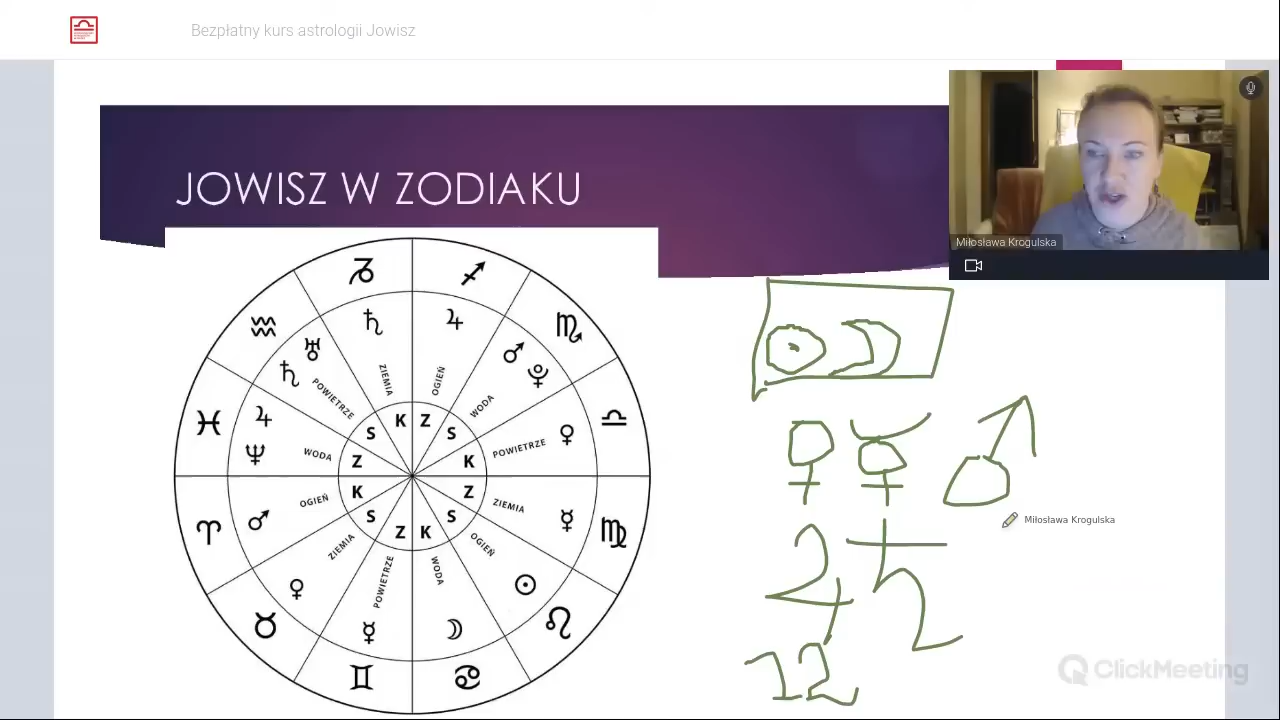 Bezpłatny kurs astrologii Jowisz
JOWISZ W ZODIAKU
Miłosława Krogulska
♑ ♐
♒ ♏
♄ ♃
♅ ♂
♄ ♇
ZIEMIA OGIEŃ
POWIETRZE WODA
♓ ♃ ♀ ♎
K Z
S S
♆ WODA Z K POWIETRZE
☉ ☽
♀ ☿ ♂
♈ ♂ OGIEŃ K Z ZIEMIA ☿ ♍
S S
Z K
ZIEMIA OGIEŃ
POWIETRZE WODA
♀ ☉
♉ ☿ ☽ ♌
♊ ♋
Miłosława Krogulska
♃ ♄
12
ClickMeeting